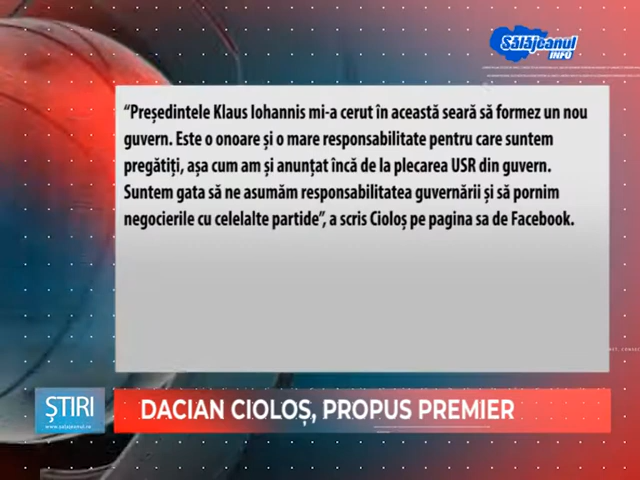 Sălăjeanul
INFO
“Președintele Klaus Iohannis mi-a cerut în această seară să formez un nou
guvern. Este o onoare și o mare responsabilitate pentru care suntem
pregătiți, așa cum am și anunțat încă de la plecarea USR din guvern.
Suntem gata să ne asumăm responsabilitatea guvernării și să pornim
negocierile cu celelalte partide”, a scris Cioloș pe pagina sa de Facebook.
ȘTIRI
www.salajeanul.ro
DACIAN CIOLOȘ, PROPUS PREMIER